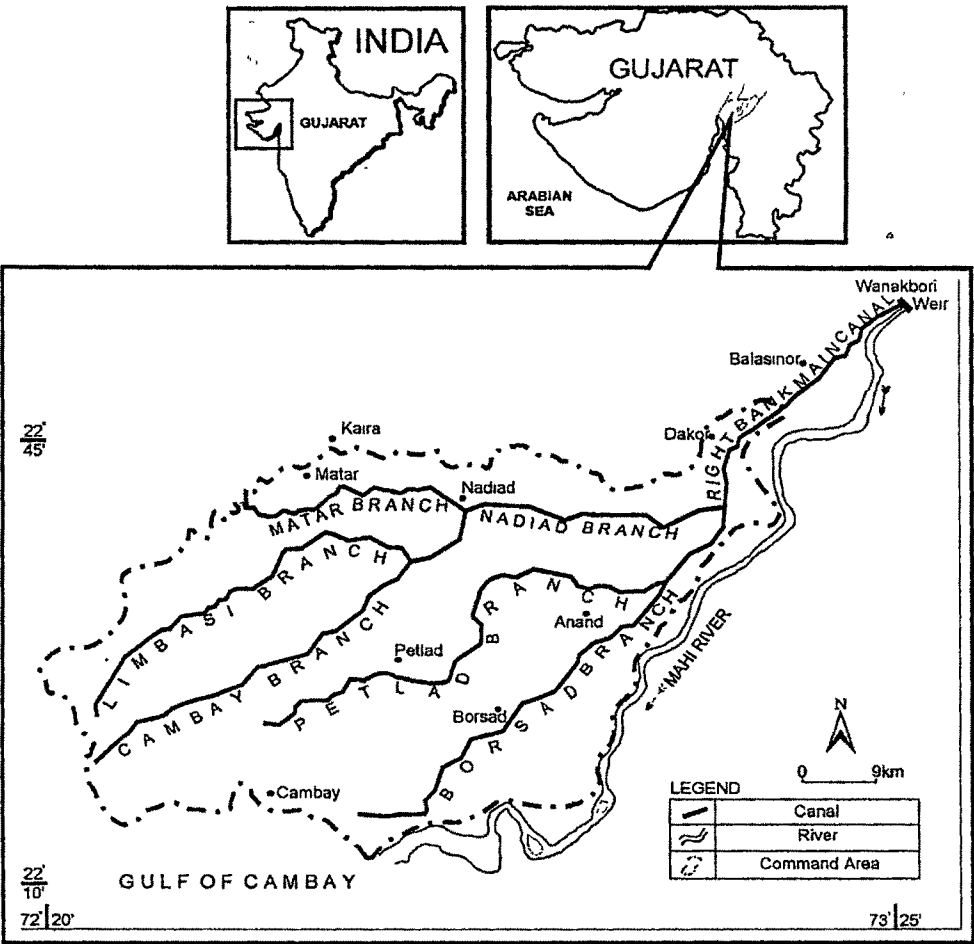 INDIA
GUJARAT
GUJARAT
ARABIAN
SEA
Wanakbori
Weir
RIGHT BANK MAIN CANAL
Balasinor
Dakor
22°
45'
Kaira
Matar
Nadiad
MATAR BRANCH
NADIAD BRANCH
LIMBASI BRANCH
CAMBAY BRANCH
PETLAD BRANCH
Anand
Petlad
BORSAD BRANCH
Borsad
MAHI RIVER
Cambay
N
0 9km
LEGEND
Canal
River
Command Area
22°
10'
GULF OF CAMBAY
72° 20'
73° 25'